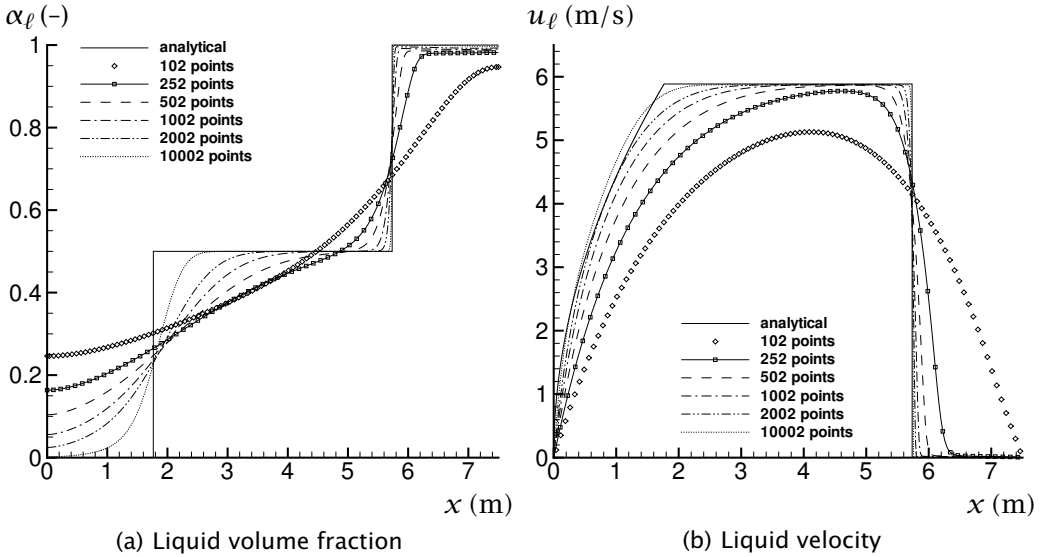 αℓ (–)
1
0.8
0.6
0.4
0.2
0
0 1 2 3 4 5 6 7
x (m)
analytical
102 points
252 points
502 points
1002 points
2002 points
10002 points
(a) Liquid volume fraction
uℓ (m/s)
6
5
4
3
2
1
0
0 1 2 3 4 5 6 7
x (m)
analytical
102 points
252 points
502 points
1002 points
2002 points
10002 points
(b) Liquid velocity